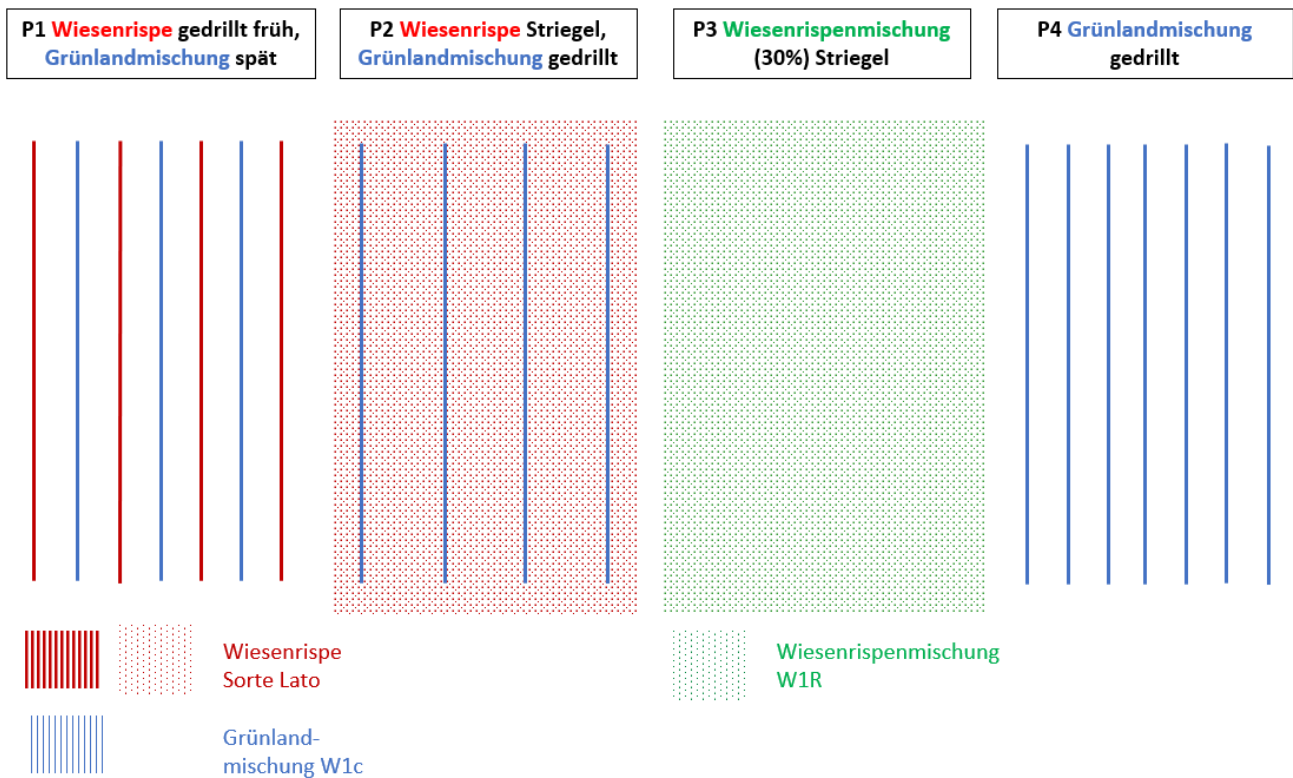 P1 Wiesenrispe gedrillt früh,
Grünlandmischung spät
P2 Wiesenrispe Striegel,
Grünlandmischung gedrillt
P3 Wiesenrispenmischung
(30%) Striegel
P4 Grünlandmischung
gedrillt
Wiesenrispe
Sorte Lato
Wiesenrispenmischung
W1R
Grünland-
mischung W1c